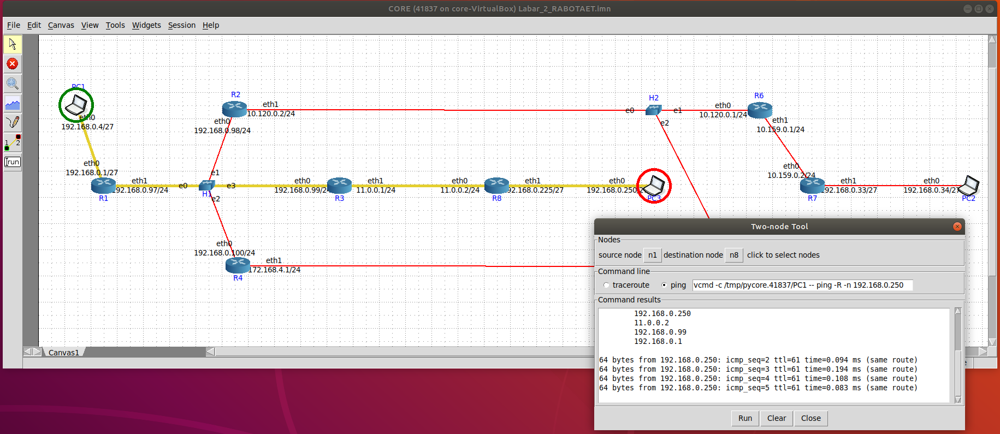 CORE (41837 on core-VirtualBox) Labar_2_RABOTAET.imn
File Edit Canvas View Tools Widgets Session Help
PC1
eth0
192.168.0.4/27
R2
eth1
10.120.0.2/24
eth0
192.168.0.98/24
H2
e0
e1
e2
R6
eth0
10.120.0.1/24
eth1
10.159.0.1/24
1 2
run
eth0
192.168.0.1/27
R1
eth1
92.168.0.97/24
e0
e1
H1
e3
e2
eth0
192.168.0.99/24
R3
eth1
11.0.0.1/24
eth0
11.0.0.2/24
R8
eth1
92.168.0.225/27
eth0
192.168.0.250/27
PC3
eth0
10.159.0.2/24
R7
eth1
92.168.0.33/27
eth0
192.168.0.34/27
PC2
eth0
192.168.0.100/24
R4
eth1
172.168.4.1/24
Canvas1
Two-node Tool
Nodes
source node n1 destination node n8 click to select nodes
Command line
traceroute ping vcmd -c /tmp/pycore.41837/PC1 -- ping -R -n 192.168.0.250
Command results
192.168.0.250
11.0.0.2
192.168.0.99
192.168.0.1
64 bytes from 192.168.0.250: icmp_seq=2 ttl=61 time=0.094 ms (same route)
64 bytes from 192.168.0.250: icmp_seq=3 ttl=61 time=0.194 ms (same route)
64 bytes from 192.168.0.250: icmp_seq=4 ttl=61 time=0.108 ms (same route)
64 bytes from 192.168.0.250: icmp_seq=5 ttl=61 time=0.083 ms (same route)
Run Clear Close